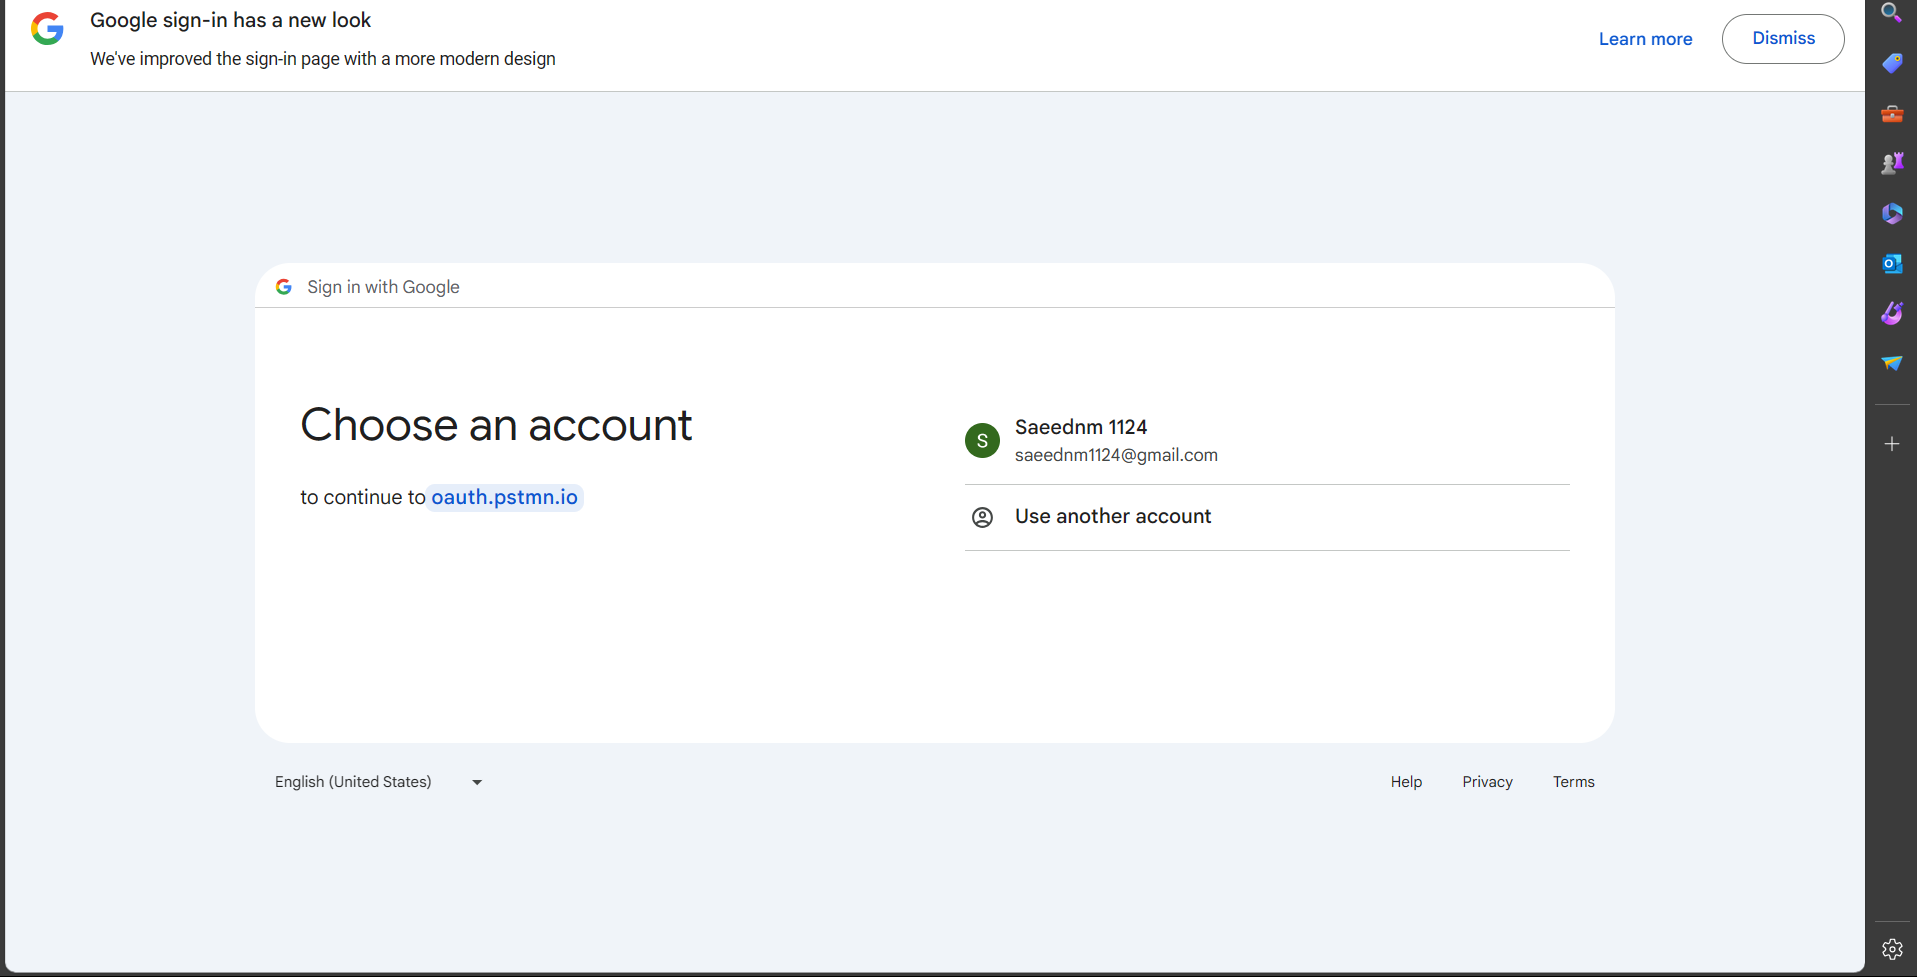 Google sign-in has a new look
We've improved the sign-in page with a more modern design
Learn more
Dismiss
Sign in with Google
Choose an account
to continue to oauth.pstmn.io
S
Saeednm 1124
saeednm1124@gmail.com
Use another account
English (United States)
Help
Privacy
Terms